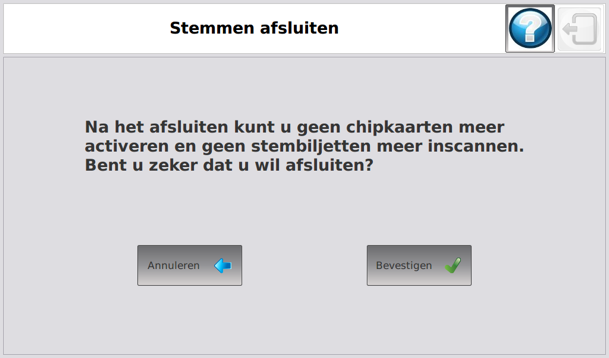 Stemmen afsluiten
Na het afsluiten kunt u geen chipkaarten meer
activeren en geen stembiljetten meer inscannen.
Bent u zeker dat u wil afsluiten?
Annuleren
Bevestigen